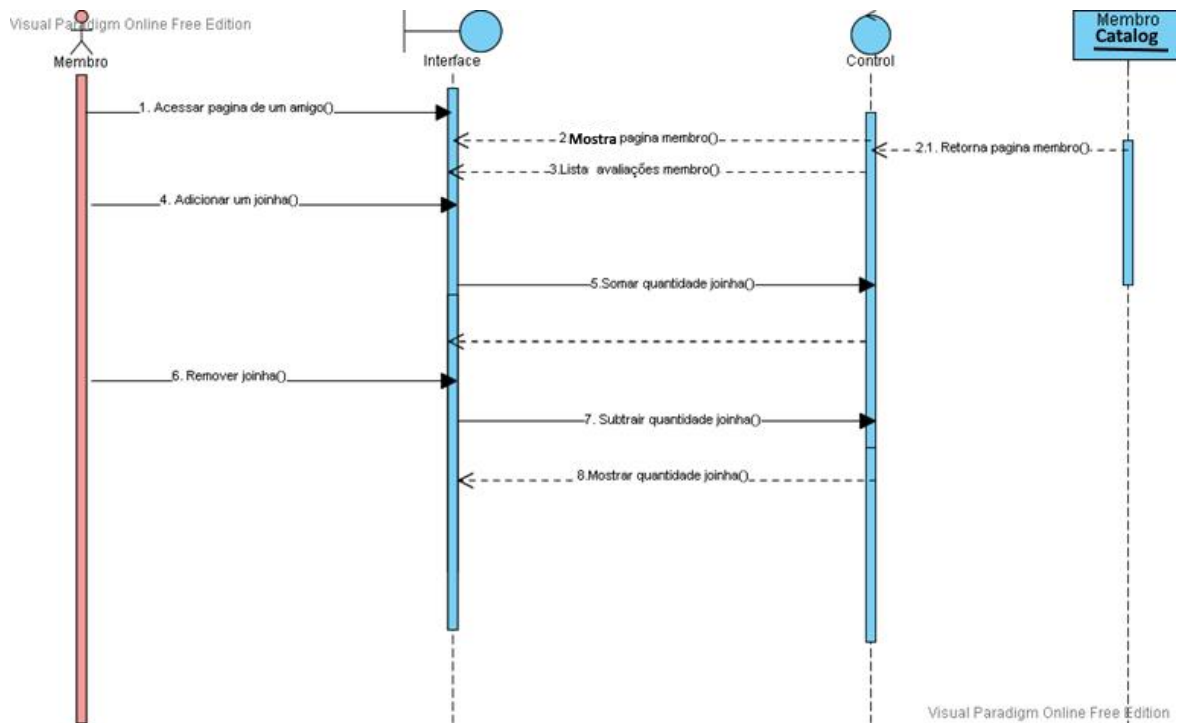 Visual Paradigm Online Free Edition
Membro
Interface
Control
Membro
Catalog
1. Acessar pagina de um amigo()
2 Mostra pagina membro()
2.1. Retorna pagina membro()
3.Lista avaliações membro()
4. Adicionar um joinha()
5.Somar quantidade joinha()
6. Remover joinha()
7. Subtrair quantidade joinha()
8.Mostrar quantidade joinha()
Visual Paradigm Online Free Edition